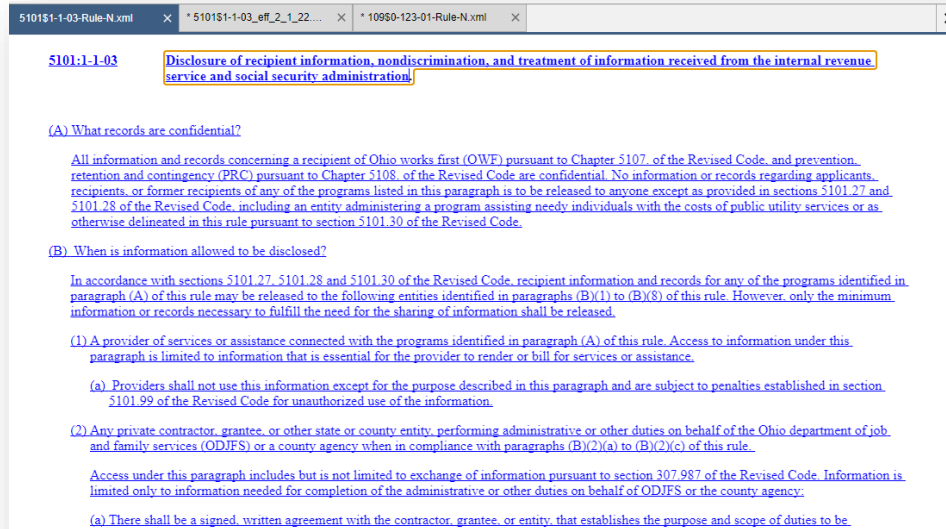 5101$1-1-03-Rule-N.xml × * 5101$1-1-03_eff_2_1_22.... × * 109$0-123-01-Rule-N.xml ×
5101:1-1-03 Disclosure of recipient information, nondiscrimination, and treatment of information received from the internal revenue
service and social security administration.
(A) What records are confidential?
All information and records concerning a recipient of Ohio works first (OWF) pursuant to Chapter 5107. of the Revised Code, and prevention,
retention and contingency (PRC) pursuant to Chapter 5108. of the Revised Code are confidential. No information or records regarding applicants,
recipients, or former recipients of any of the programs listed in this paragraph is to be released to anyone except as provided in sections 5101.27 and
5101.28 of the Revised Code, including an entity administering a program assisting needy individuals with the costs of public utility services or as
otherwise delineated in this rule pursuant to section 5101.30 of the Revised Code.
(B) When is information allowed to be disclosed?
In accordance with sections 5101.27, 5101.28 and 5101.30 of the Revised Code, recipient information and records for any of the programs identified in
paragraph (A) of this rule may be released to the following entities identified in paragraphs (B)(1) to (B)(8) of this rule. However, only the minimum
information or records necessary to fulfill the need for the sharing of information shall be released.
(1) A provider of services or assistance connected with the programs identified in paragraph (A) of this rule. Access to information under this
paragraph is limited to information that is essential for the provider to render or bill for services or assistance.
(a) Providers shall not use this information except for the purpose described in this paragraph and are subject to penalties established in section
5101.99 of the Revised Code for unauthorized use of the information.
(2) Any private contractor, grantee, or other state or county entity, performing administrative or other duties on behalf of the Ohio department of job
and family services (ODJFS) or a county agency when in compliance with paragraphs (B)(2)(a) to (B)(2)(c) of this rule.
Access under this paragraph includes but is not limited to exchange of information pursuant to section 307.987 of the Revised Code. Information is
limited only to information needed for completion of the administrative or other duties on behalf of ODJFS or the county agency:
(a) There shall be a signed, written agreement with the contractor, grantee, or entity, that establishes the purpose and scope of duties to be